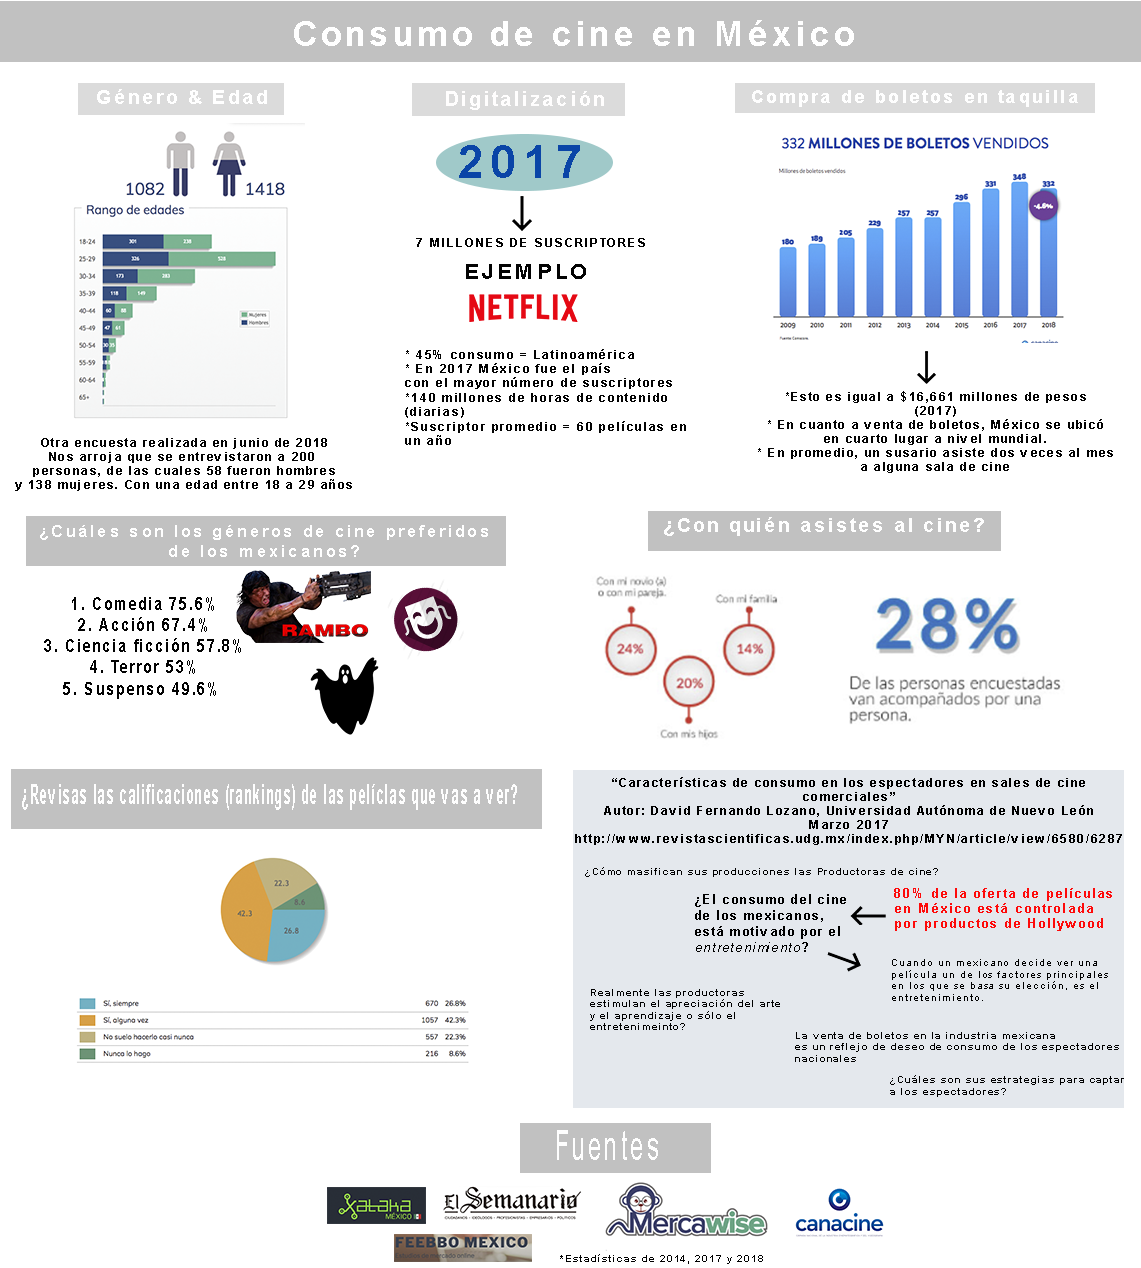 Consumo de cine en México
Género & Edad
1082
1418
Rango de edades
18-24 301 238
25-29 326 528
30-34 173 283
35-39 118 149
40-44 60 88
45-49 47 61
50-54 30 35
55-59
60-64
65+
Mujeres
Hombres
Otra encuesta realizada en junio de 2018
Nos arroja que se entrevistaron a 200
personas, de las cuales 58 fueron hombres
y 138 mujeres. Con una edad entre 18 a 29 años
Digitalización
2017
7 MILLONES DE SUSCRIPTORES
EJEMPLO
NETFLIX
* 45% consumo = Latinoamérica
* En 2017 México fue el país
con el mayor número de suscriptores
*140 millones de horas de contenido
(diarias)
*Suscriptor promedio = 60 películas en
un año
Compra de boletos en taquilla
332 MILLONES DE BOLETOS VENDIDOS
Millones de boletos vendidos
180 189 205 229 257 257 296 331 348 332
-4.6%
2009 2010 2011 2012 2013 2014 2015 2016 2017 2018
Fuente: Canacine
canacine
*Esto es igual a $16,661 millones de pesos
(2017)
* En cuanto a venta de boletos, México se ubicó
en cuarto lugar a nivel mundial.
* En promedio, un susario asiste dos veces al mes
a alguna sala de cine
¿Cuáles son los géneros de cine preferidos
de los mexicanos?
1. Comedia 75.6%
2. Acción 67.4%
3. Ciencia ficción 57.8%
4. Terror 53%
5. Suspenso 49.6%
RAMBO
¿Con quién asistes al cine?
Con mi novio (a)
o con mi pareja.
Con mi familia
24%
14%
20%
Con mis hijos
28%
De las personas encuestadas
van acompañados por una
persona.
¿Revisas las calificaciones (rankings) de las pelíclas que vas a ver?
22.3
8.6
42.3
26.8
Sí, siempre 670 26.8%
Sí, alguna vez 1057 42.3%
No suelo hacerlo casi nunca 557 22.3%
Nunca lo hago 216 8.6%
“Características de consumo en los espectadores en sales de cine
comerciales”
Autor: David Fernando Lozano, Universidad Autónoma de Nuevo León
Marzo 2017
http://www.revistascientificas.udg.mx/index.php/MYN/article/view/6580/6287
¿Cómo masifican sus producciones las Productoras de cine?
¿El consumo del cine
de los mexicanos,
está motivado por el
entretenimiento?
80% de la oferta de películas
en México está controlada
por productos de Hollywood
Cuando un mexicano decide ver una
película un de los factores principales
en los que se basa su elección, es el
entretenimiento.
Realmente las productoras
estimulan el apreciación del arte
y el aprendizaje o sólo el
entretenimeinto?
La venta de boletos en la industria mexicana
es un reflejo de deseo de consumo de los espectadores
nacionales
¿Cuáles son sus estrategias para captar
a los espectadores?
Fuentes
Xataka
MÉXICO
El Semanario
CIUDADANOS - IDEÓLOGOS - PROFESIONISTAS - EMPRESARIOS - POLÍTICOS
Mercawise
canacine
FEEBBO MEXICO
*Estadísticas de 2014, 2017 y 2018